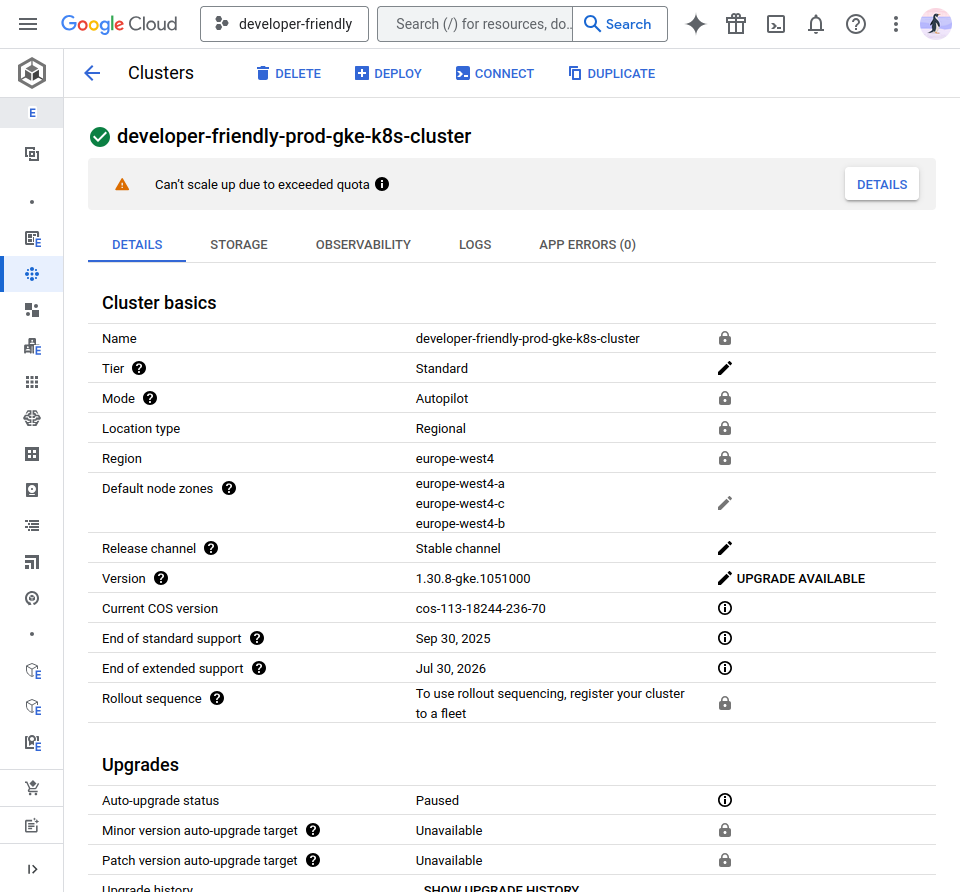 Google Cloud
developer-friendly
Search (/) for resources, do...
Search
Clusters
DELETE
DEPLOY
CONNECT
DUPLICATE
E
developer-friendly-prod-gke-k8s-cluster
Can't scale up due to exceeded quota
DETAILS
DETAILS
STORAGE
OBSERVABILITY
LOGS
APP ERRORS (0)
E
E
E
E
E
Cluster basics
Name developer-friendly-prod-gke-k8s-cluster
Tier Standard
Mode Autopilot
Location type Regional
Region europe-west4
Default node zones europe-west4-a
europe-west4-c
europe-west4-b
Release channel Stable channel
Version 1.30.8-gke.1051000 UPGRADE AVAILABLE
Current COS version cos-113-18244-236-70
End of standard support Sep 30, 2025
End of extended support Jul 30, 2026
Rollout sequence To use rollout sequencing, register your cluster
to a fleet
Upgrades
Auto-upgrade status Paused
Minor version auto-upgrade target Unavailable
Patch version auto-upgrade target Unavailable
Upgrade history SHOW UPGRADE HISTORY